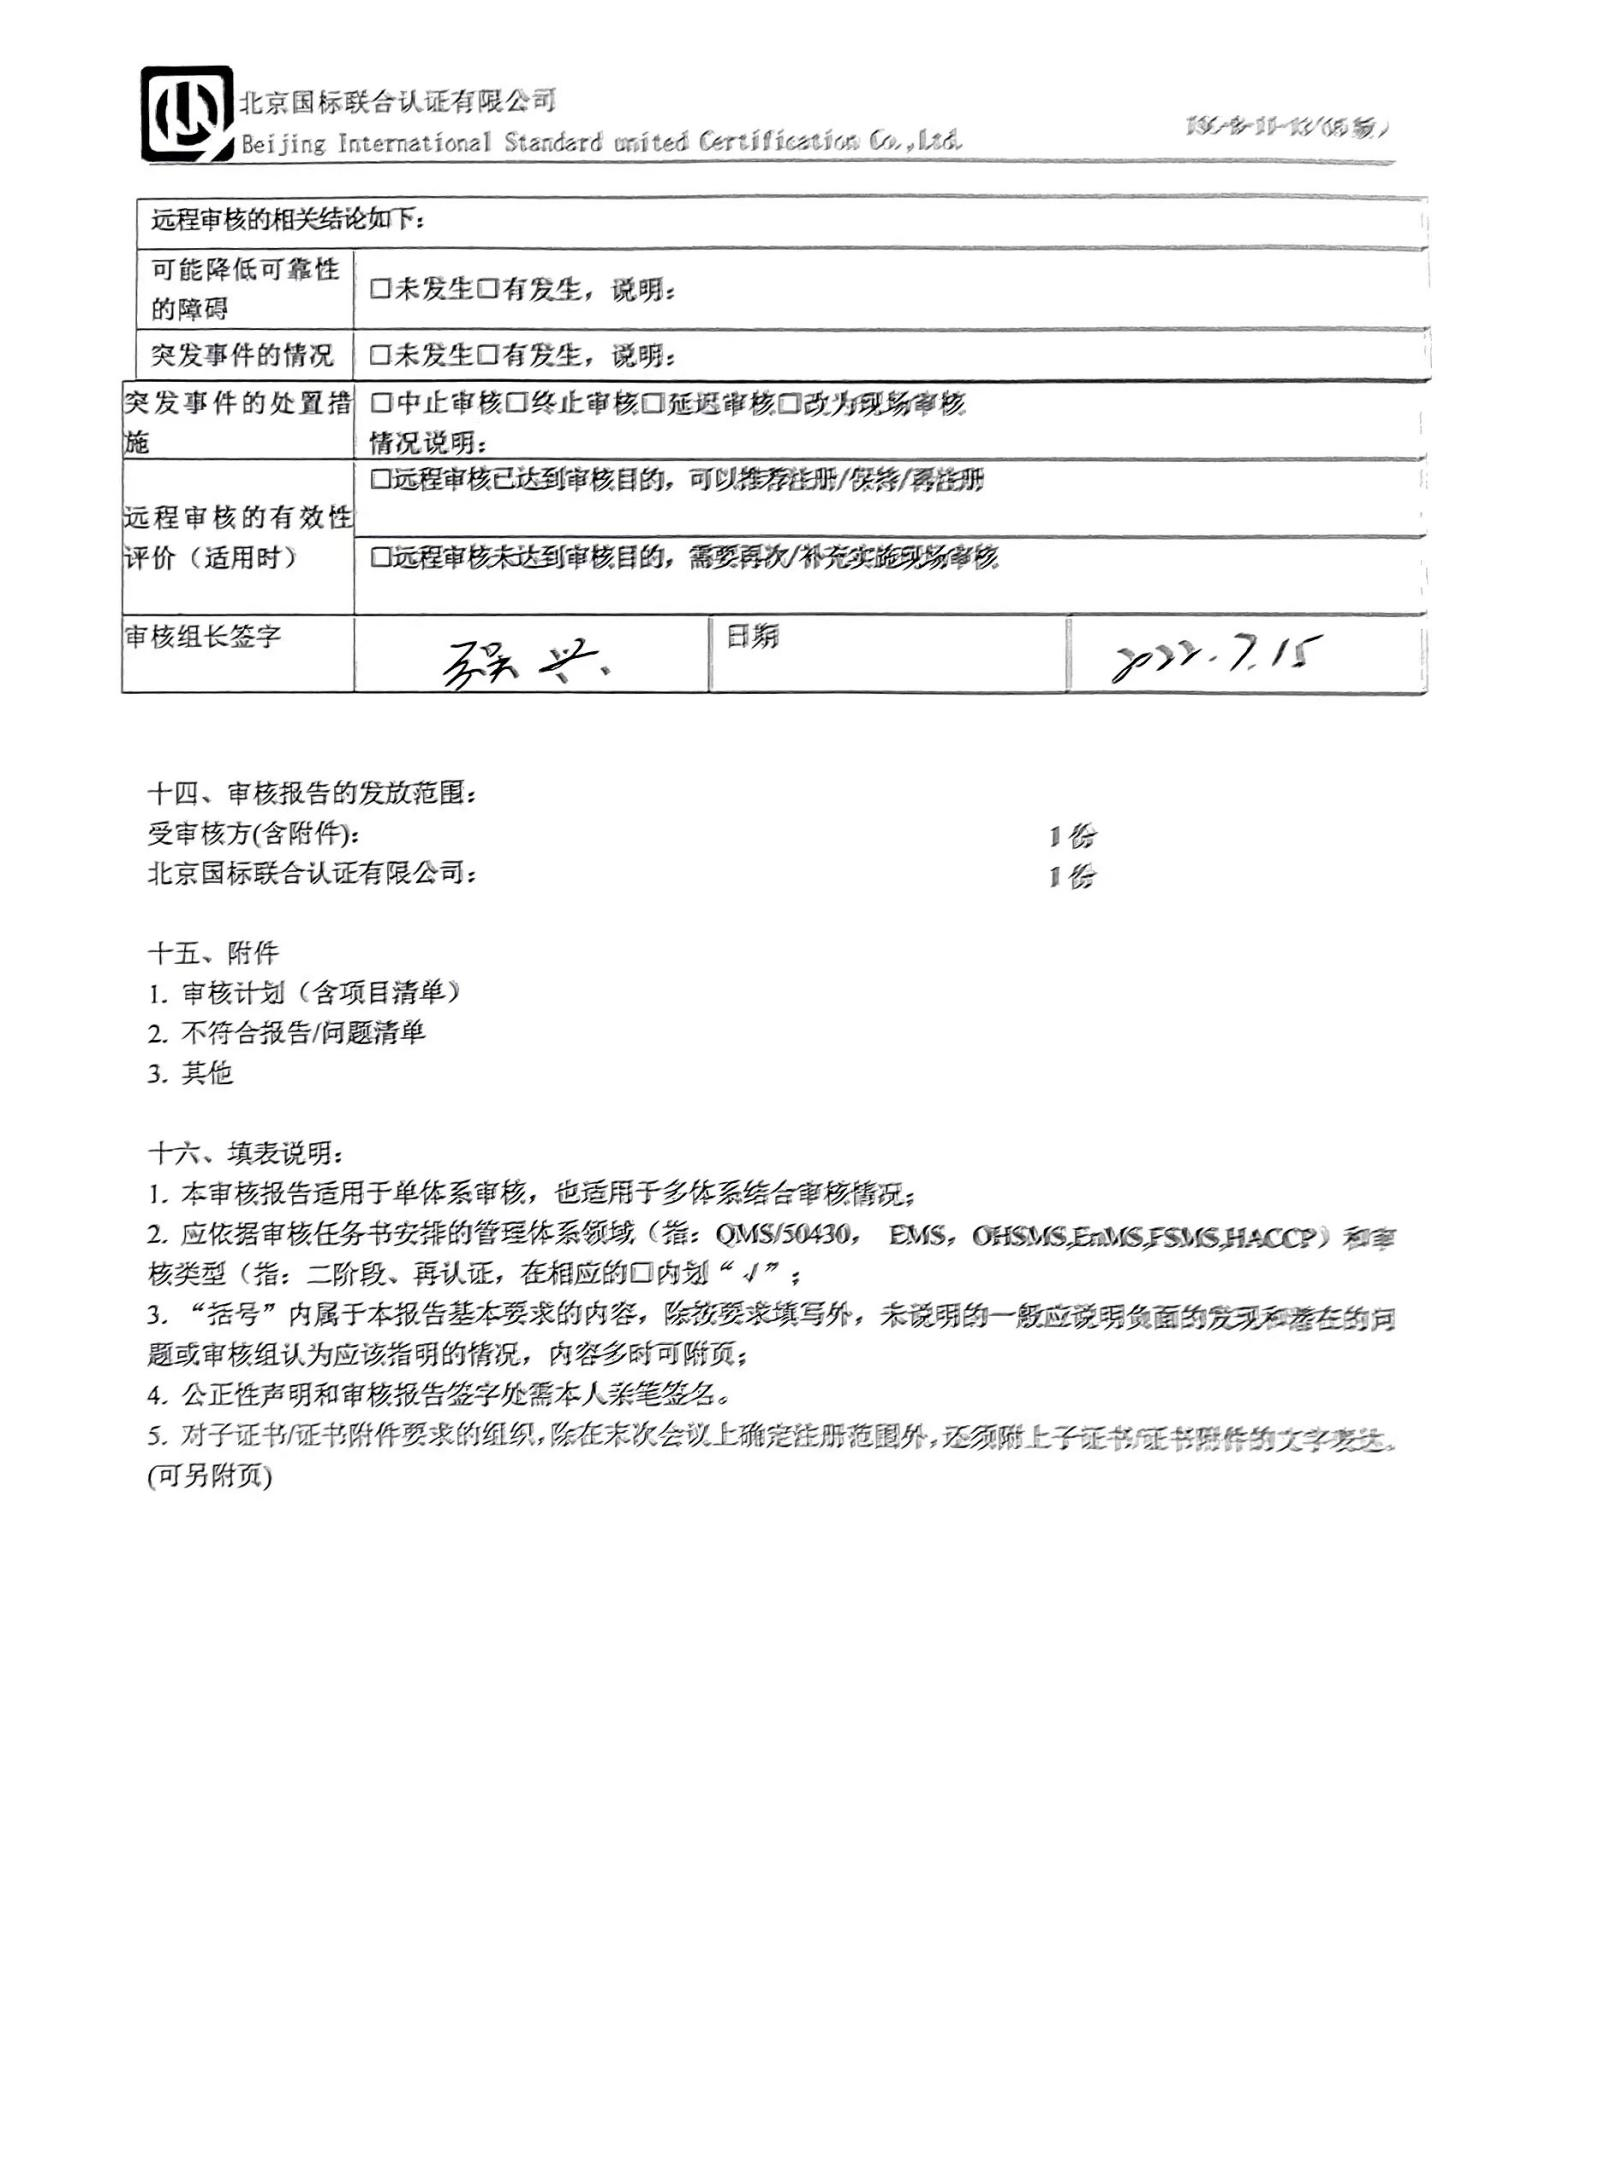 北京国标联合认证有限公司
Beijing International Standard united Certification Co.,Ltd.
远程审核的相关结论如下：
可能降低可靠性
的障碍
□未发生□有发生，说明：
突发事件的情况
□未发生□有发生，说明：
突发事件的处置措
施
□中止审核□终止审核□延迟审核□改为现场审核
情况说明：
远程审核的有效性
评价（适用时）
□远程审核已达到审核目的，可以推荐注册/保持/再注册
□远程审核未达到审核目的，需要再次/补充实施现场审核
审核组长签字
日期
2022.7.15
十四、审核报告的发放范围：
受审核方(含附件)： 1份
北京国标联合认证有限公司： 1份
十五、附件
1. 审核计划（含项目清单）
2. 不符合报告/问题清单
3. 其他
十六、填表说明：
1. 本审核报告适用于单体系审核，也适用于多体系结合审核情况；
2. 应依据审核任务书安排的管理体系领域（指：QMS/50430， EMS，OHSMS,EnMS,FSMS,HACCP）和审
核类型（指：二阶段、再认证，在相应的□内划“√”；
3. “括号”内属于本报告基本要求的内容，除按要求填写外，未说明的一般应说明负面的发现和潜在的问
题或审核组认为应该指明的情况，内容多时可附页；
4. 公正性声明和审核报告签字处需本人亲笔签名。
5. 对子证书/证书附件要求的组织,除在末次会议上确定注册范围外,还须附上子证书/证书附件的文字表达。
(可另附页)